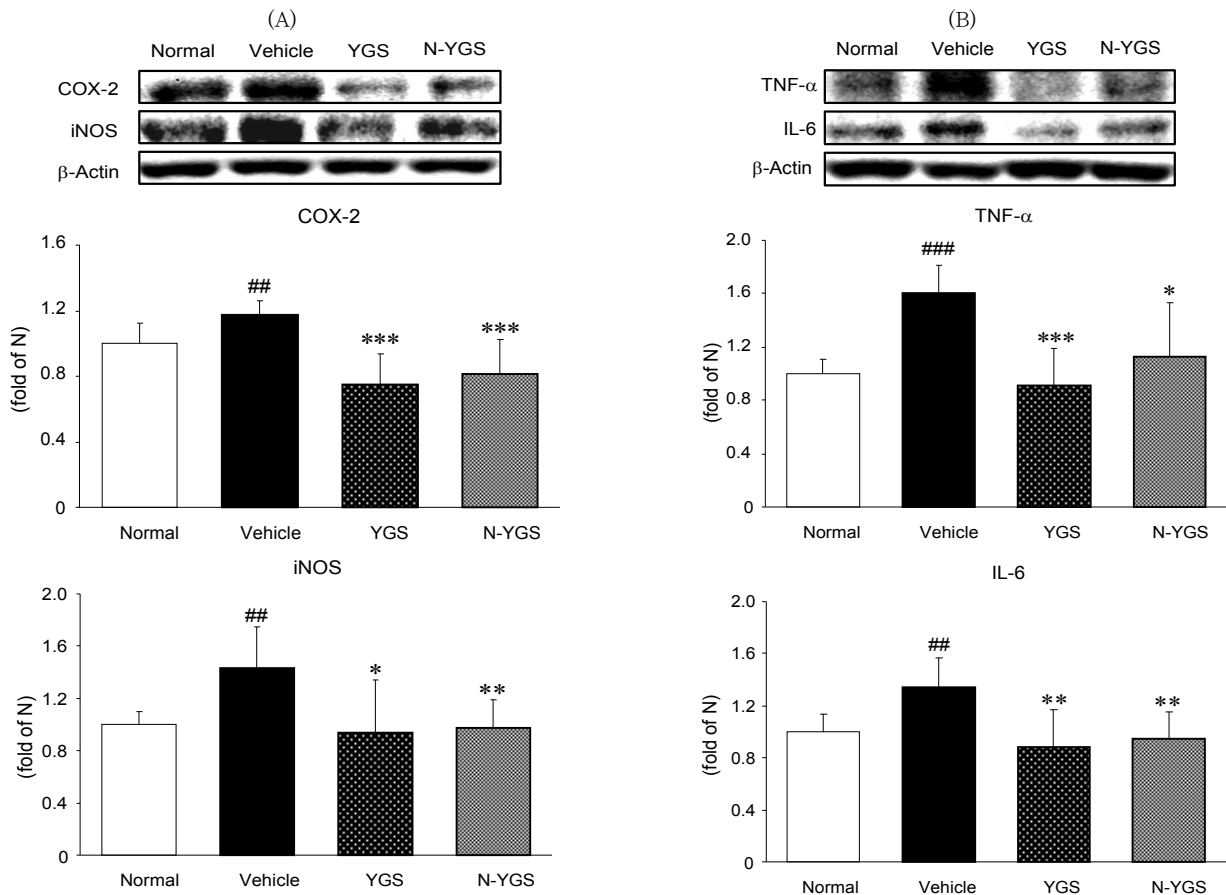 (A)
Normal Vehicle YGS N-YGS
COX-2
iNOS
β-Actin
COX-2
(fold of N)
1.6
1.2
0.8
0.4
0
##
***
***
Normal Vehicle YGS N-YGS
iNOS
(fold of N)
2.0
1.6
1.2
0.8
0.4
0
##
*
**
Normal Vehicle YGS N-YGS
(B)
Normal Vehicle YGS N-YGS
TNF-α
IL-6
β-Actin
TNF-α
(fold of N)
2.0
1.6
1.2
0.8
0.4
0
###
***
*
Normal Vehicle YGS N-YGS
IL-6
(fold of N)
2.0
1.6
1.2
0.8
0.4
0
##
**
**
Normal Vehicle YGS N-YGS